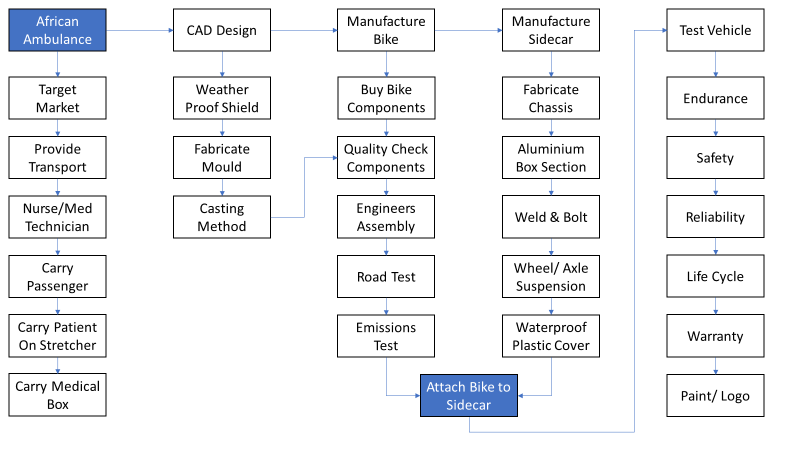 African
Ambulance
CAD Design
Manufacture
Bike
Manufacture
Sidecar
Test Vehicle
Target
Market
Weather
Proof Shield
Buy Bike
Components
Fabricate
Chassis
Endurance
Provide
Transport
Fabricate
Mould
Quality Check
Components
Aluminium
Box Section
Safety
Nurse/Med
Technician
Casting
Method
Engineers
Assembly
Weld & Bolt
Reliability
Carry
Passenger
Road Test
Wheel/ Axle
Suspension
Life Cycle
Carry Patient
On Stretcher
Emissions
Test
Waterproof
Plastic Cover
Warranty
Carry Medical
Box
Attach Bike to
Sidecar
Paint/ Logo